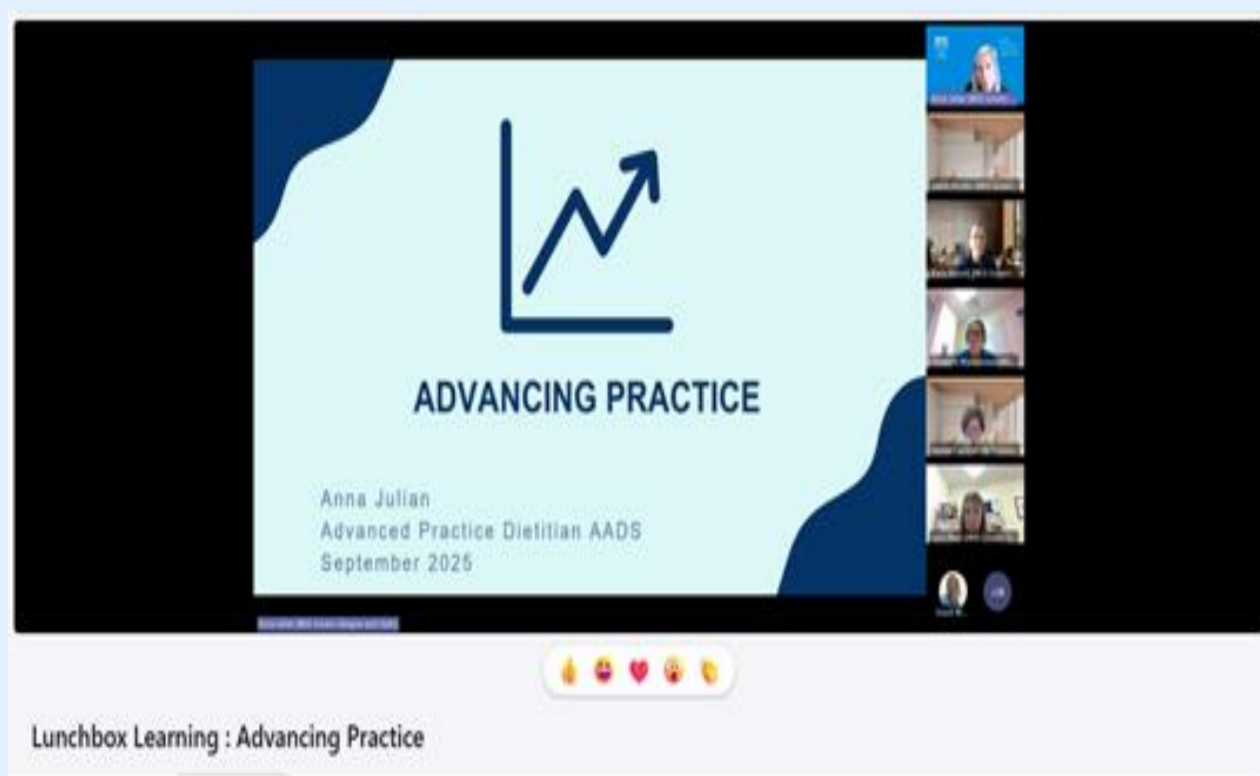 ADVANCING PRACTICE
Anna Julian
Advanced Practice Dietitian AADS
September 2025
Lunchbox Learning : Advancing Practice